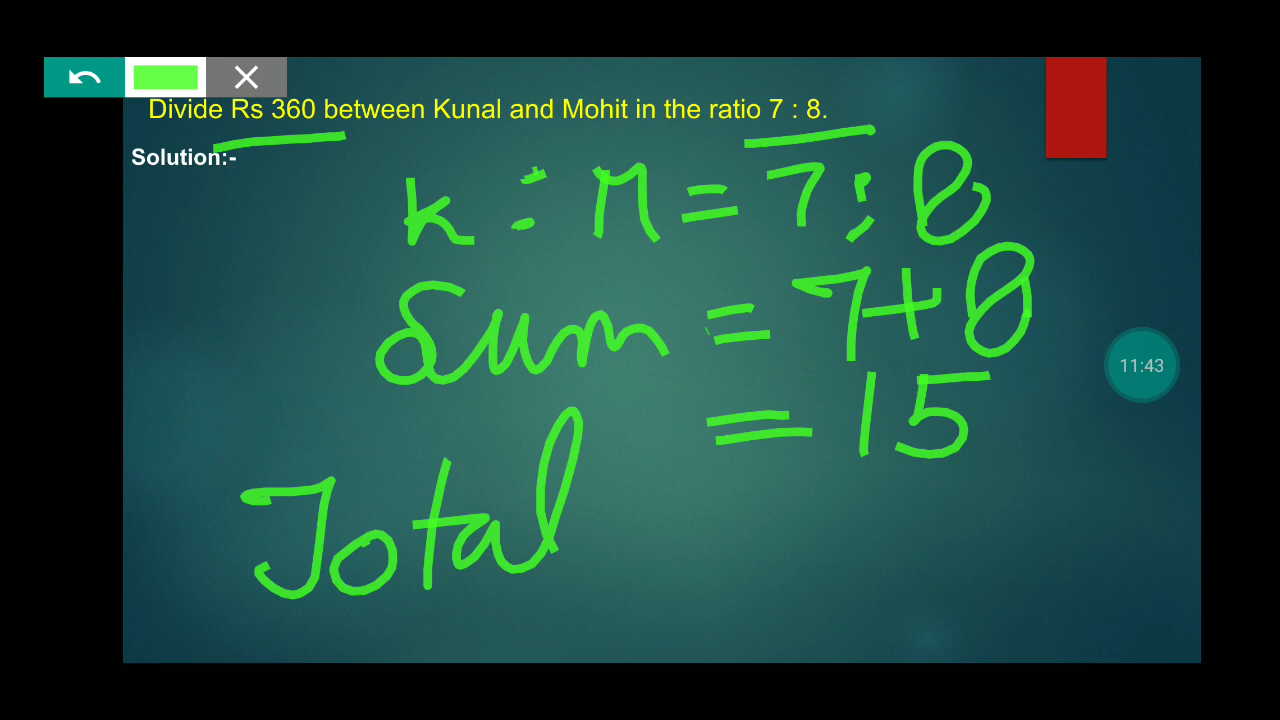 Divide Rs 360 between Kunal and Mohit in the ratio 7 : 8.
Solution:-
K : M = 7 : 8
Sum = 7+8
= 15
11:43
Total